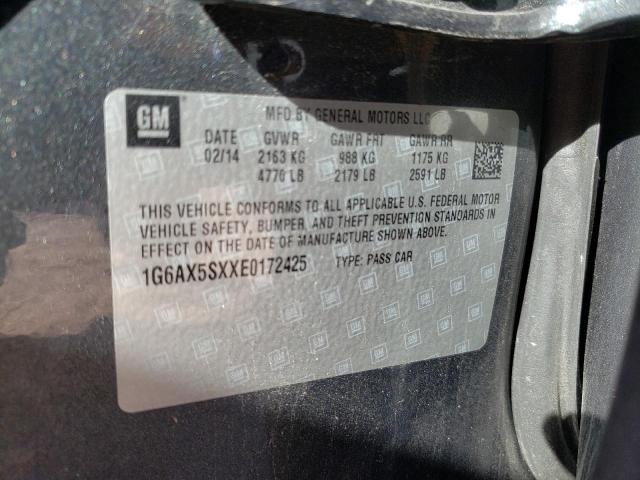 GM
MFD BY GENERAL MOTORS LLC
DATE GVWR GAWR FRT GAWR RR
02/14 2163 KG 988 KG 1175 KG
4770 LB 2179 LB 2591 LB
THIS VEHICLE CONFORMS TO ALL APPLICABLE U.S. FEDERAL MOTOR
VEHICLE SAFETY, BUMPER, AND THEFT PREVENTION STANDARDS IN
EFFECT ON THE DATE OF MANUFACTURE SHOWN ABOVE.
1G6AX5SXXE0172425 TYPE: PASS CAR